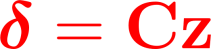 δ = Cz